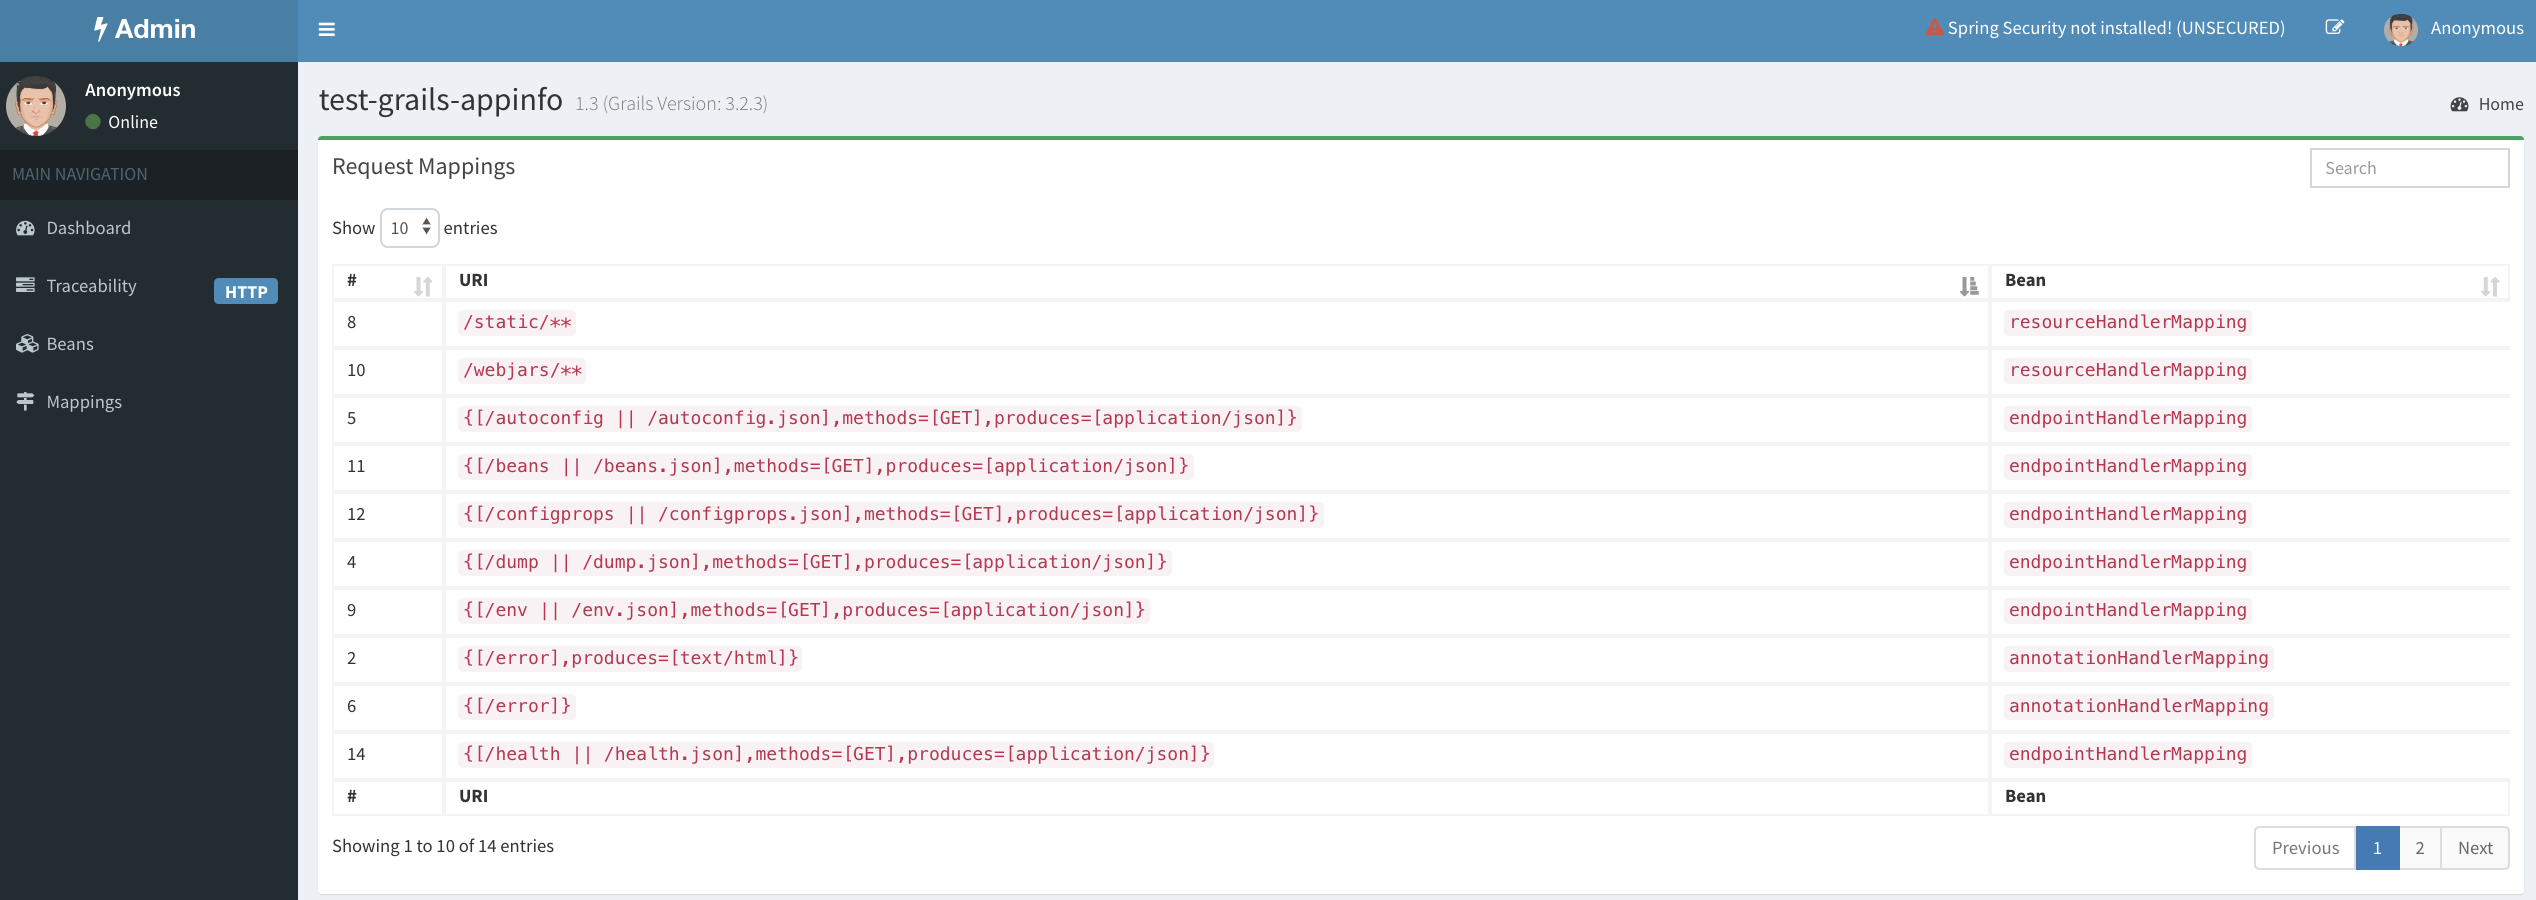 Admin
Spring Security not installed! (UNSECURED)
Anonymous
Anonymous
Online
MAIN NAVIGATION
Dashboard
Traceability HTTP
Beans
Mappings
test-grails-appinfo 1.3 (Grails Version: 3.2.3)
Home
Request Mappings
Search
Show 10 entries
# URI Bean
8 /static/** resourceHandlerMapping
10 /webjars/** resourceHandlerMapping
5 {[/autoconfig || /autoconfig.json],methods=[GET],produces=[application/json]} endpointHandlerMapping
11 {[/beans || /beans.json],methods=[GET],produces=[application/json]} endpointHandlerMapping
12 {[/configprops || /configprops.json],methods=[GET],produces=[application/json]} endpointHandlerMapping
4 {[/dump || /dump.json],methods=[GET],produces=[application/json]} endpointHandlerMapping
9 {[/env || /env.json],methods=[GET],produces=[application/json]} endpointHandlerMapping
2 {[/error],produces=[text/html]} annotationHandlerMapping
6 {[/error]} annotationHandlerMapping
14 {[/health || /health.json],methods=[GET],produces=[application/json]} endpointHandlerMapping
# URI Bean
Showing 1 to 10 of 14 entries
Previous 1 2 Next